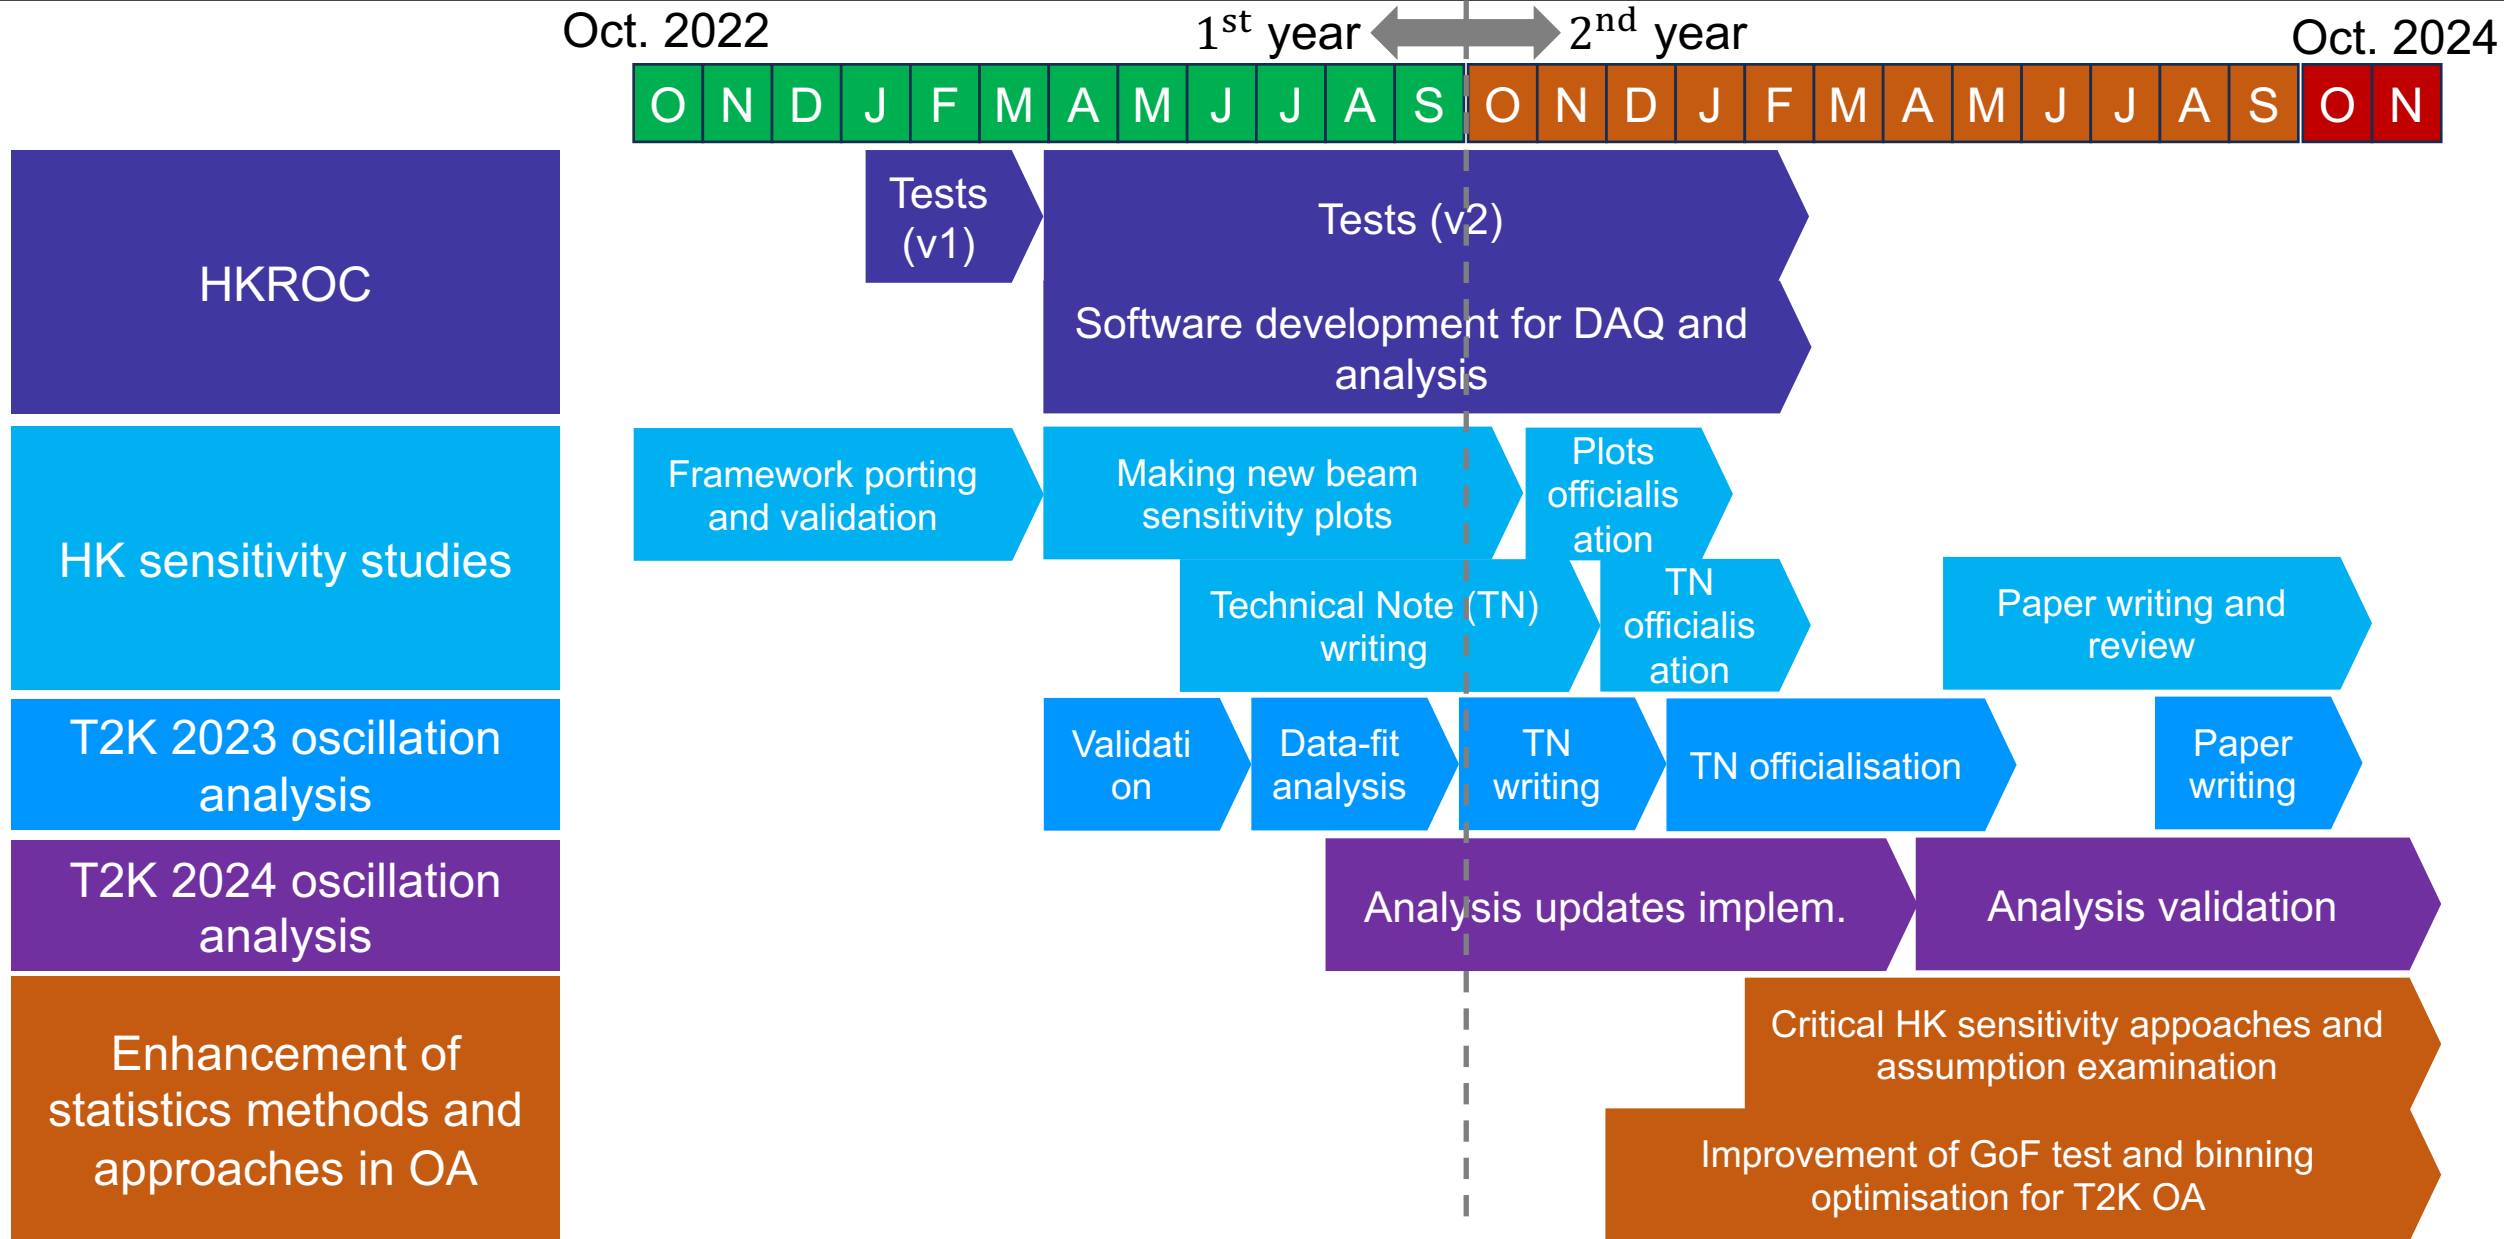 Oct. 2022
1st year
2nd year
Oct. 2024
O N D J F M A M J J A S O N D J F M A M J J A S O N
HKROC
Tests
(v1)
Tests (v2)
Software development for DAQ and
analysis
HK sensitivity studies
Framework porting
and validation
Making new beam
sensitivity plots
Plots
officialis
ation
Technical Note (TN)
writing
TN
officialis
ation
Paper writing and
review
T2K 2023 oscillation
analysis
Validati
on
Data-fit
analysis
TN
writing
TN officialisation
Paper
writing
T2K 2024 oscillation
analysis
Analysis updates implem.
Analysis validation
Enhancement of
statistics methods and
approaches in OA
Critical HK sensitivity appoaches and
assumption examination
Improvement of GoF test and binning
optimisation for T2K OA